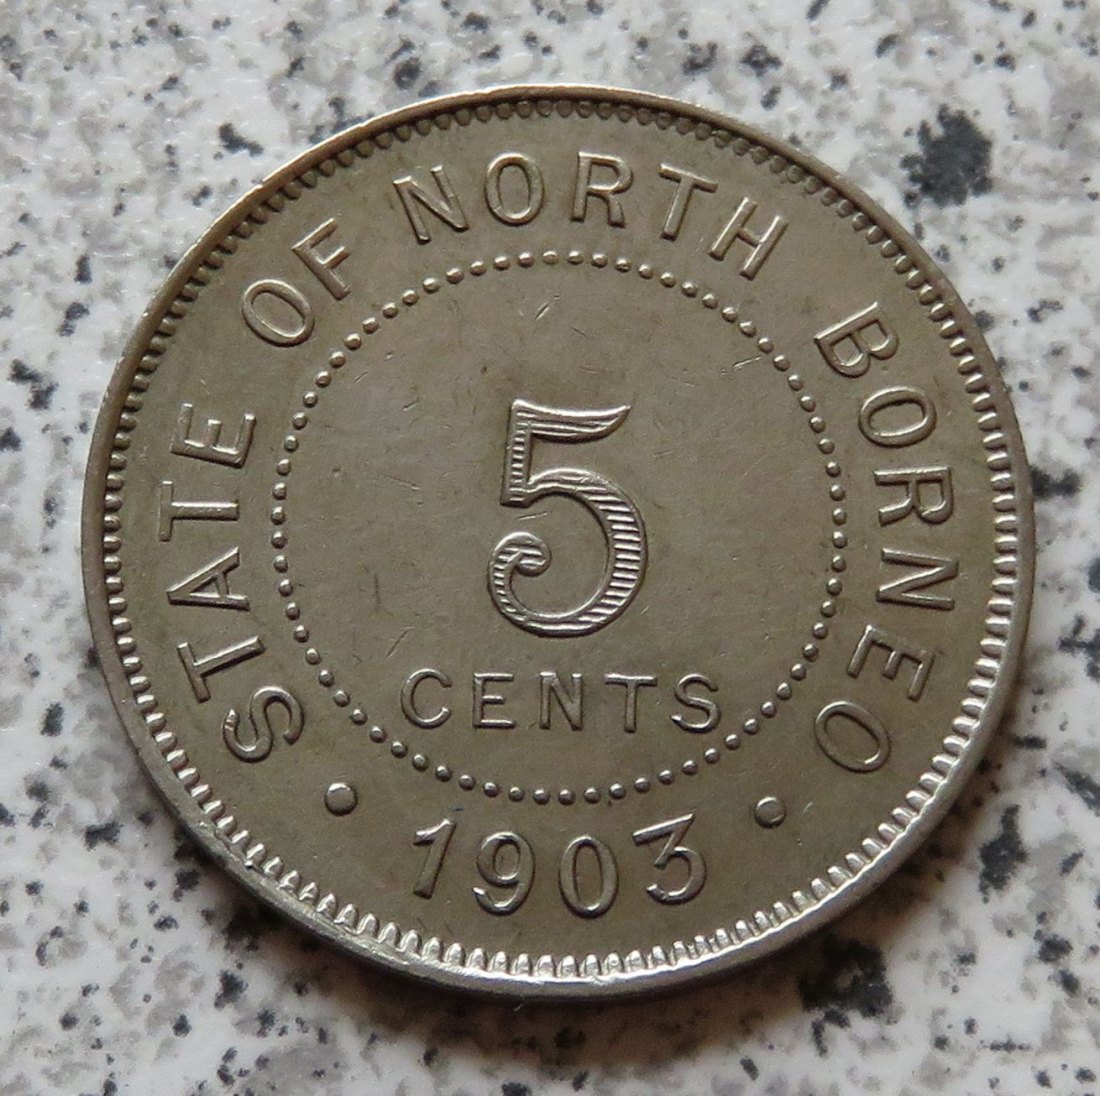 STATE OF NORTH BORNEO
5
CENTS
• 1903 •